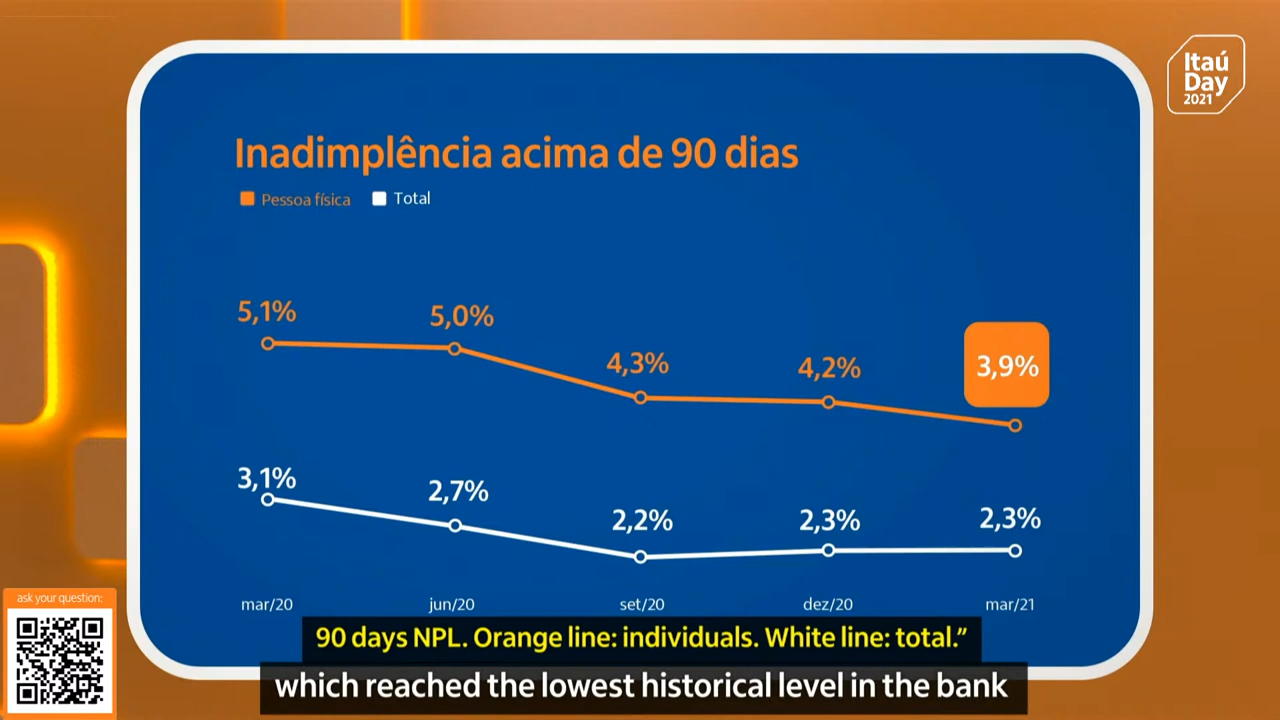 Itaú
Day
2021
Inadimplência acima de 90 dias
Pessoa física Total
5,1% 5,0% 4,3% 4,2% 3,9%
3,1% 2,7% 2,2% 2,3% 2,3%
mar/20 jun/20 set/20 dez/20 mar/21
ask your question:
90 days NPL. Orange line: individuals. White line: total.”
which reached the lowest historical level in the bank